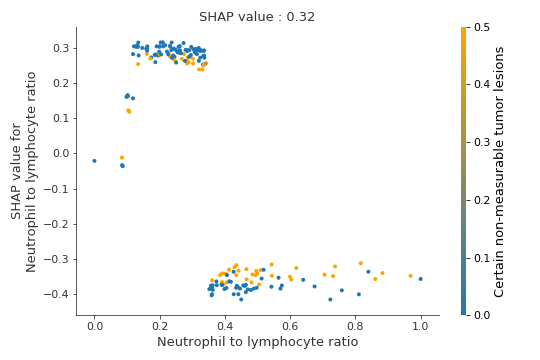 SHAP value : 0.32
SHAP value for
Neutrophil to lymphocyte ratio
0.3
0.2
0.1
0.0
−0.1
−0.2
−0.3
−0.4
0.0 0.2 0.4 0.6 0.8 1.0
Neutrophil to lymphocyte ratio
0.5
0.4
0.3
0.2
0.1
0.0
Certain non-measurable tumor lesions